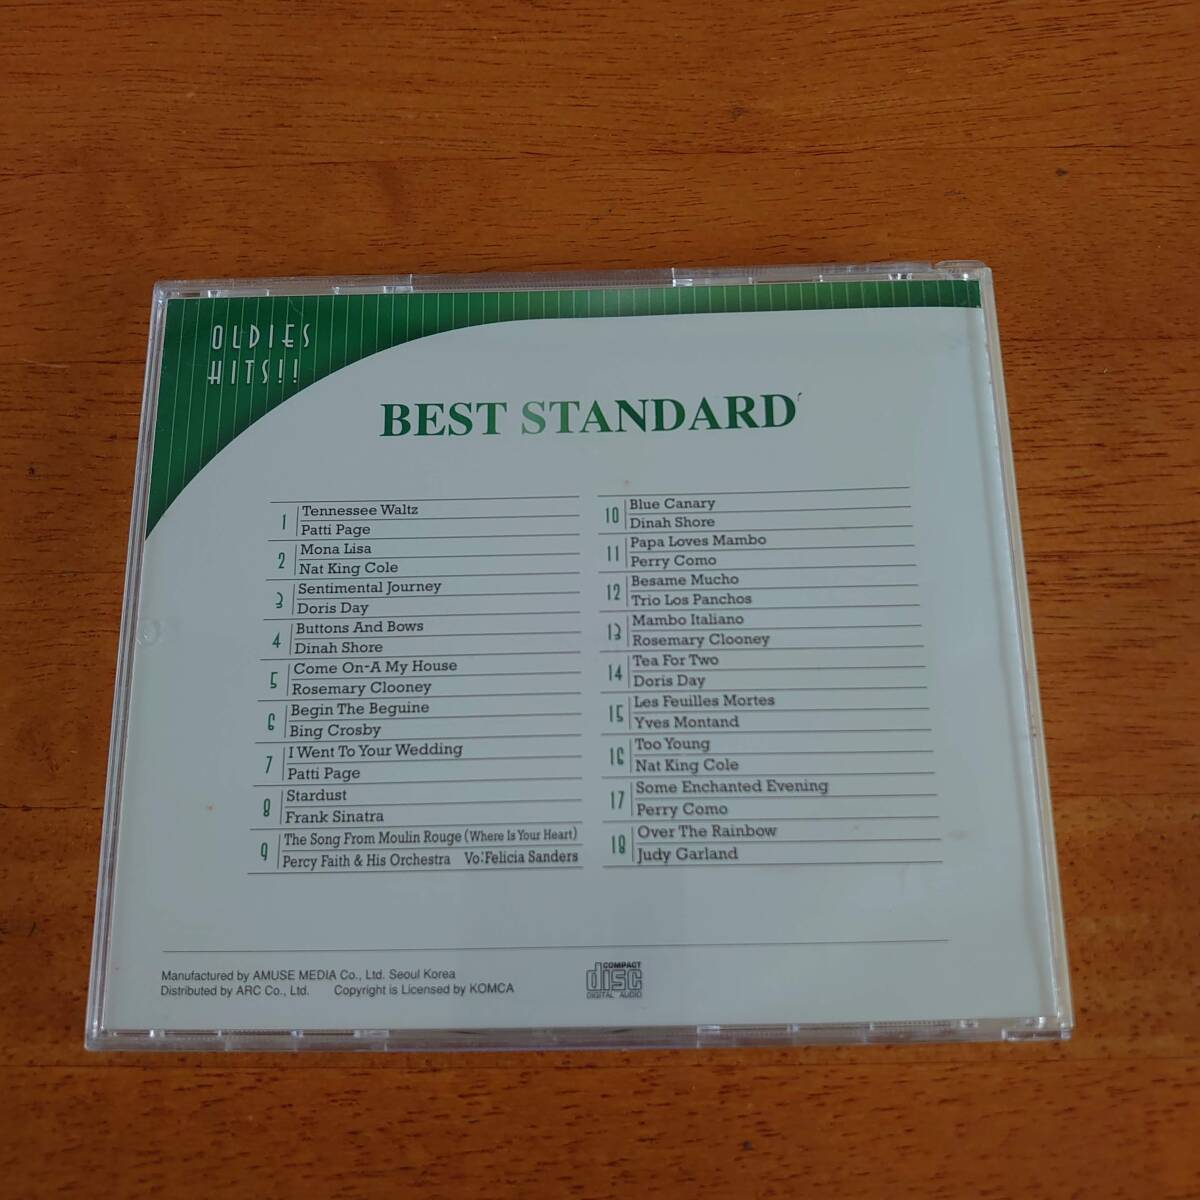 OLDIES
HITS!!
BEST STANDARD
1 Tennessee Waltz
Patti Page
2 Mona Lisa
Nat King Cole
3 Sentimental Journey
Doris Day
4 Buttons And Bows
Dinah Shore
5 Come On-A My House
Rosemary Clooney
6 Begin The Beguine
Bing Crosby
7 I Went To Your Wedding
Patti Page
8 Stardust
Frank Sinatra
9 The Song From Moulin Rouge (Where Is Your Heart)
Percy Faith & His Orchestra Vo:Felicia Sanders
10 Blue Canary
Dinah Shore
11 Papa Loves Mambo
Perry Como
12 Besame Mucho
Trio Los Panchos
13 Mambo Italiano
Rosemary Clooney
14 Tea For Two
Doris Day
15 Les Feuilles Mortes
Yves Montand
16 Too Young
Nat King Cole
17 Some Enchanted Evening
Perry Como
18 Over The Rainbow
Judy Garland
Manufactured by AMUSE MEDIA Co., Ltd. Seoul Korea
Distributed by ARC Co., Ltd. Copyright is Licensed by KOMCA
COMPACT
disc
DIGITAL AUDIO